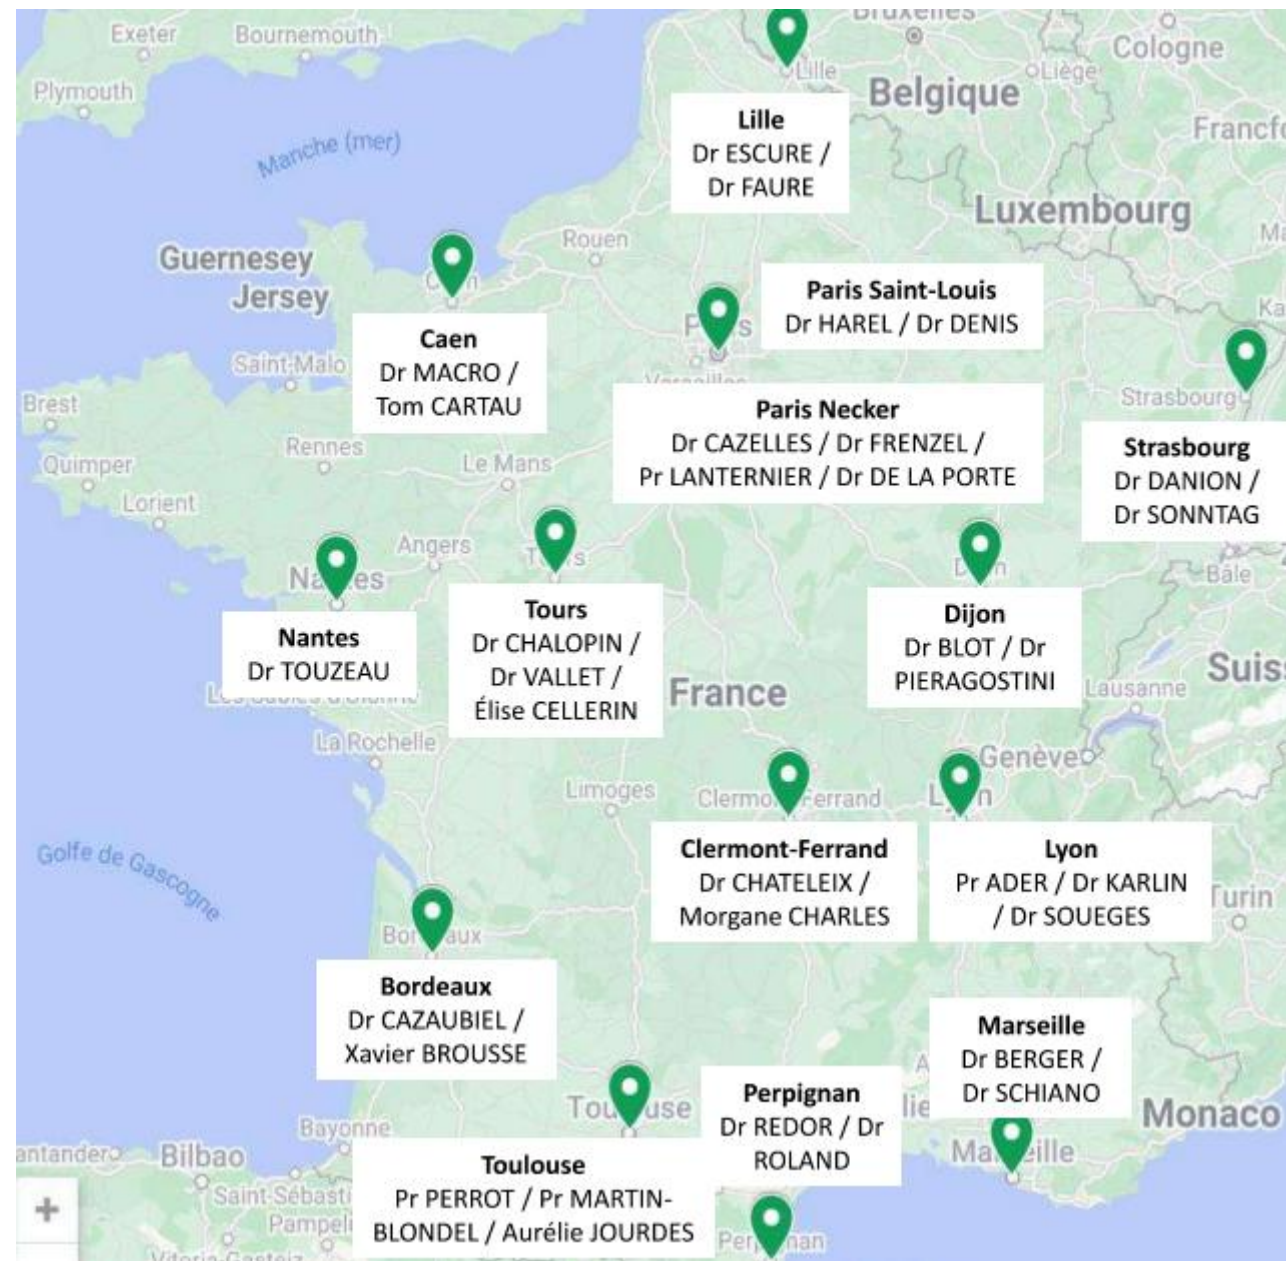 Exeter
Bournemouth
Bruxelles
Cologne
Plymouth
Lille
Liège
Belgique
Manche (mer)
Lille
Dr ESCURE /
Dr FAURE
Luxembourg
Rouen
Guernesey
Jersey
Paris Saint-Louis
Dr HAREL / Dr DENIS
Caen
Dr MACRO /
Tom CARTAU
Saint-Malo
Brest
Strasbourg
Paris Necker
Dr CAZELLES / Dr FRENZEL /
Pr LANTERNIER / Dr DE LA PORTE
Strasbourg
Dr DANION /
Dr SONNTAG
Rennes
Quimper
Le Mans
Lorient
Angers
Bâle
Nantes
Dr TOUZEAU
Tours
Dr CHALOPIN /
Dr VALLET /
Élise CELLERIN
Dijon
Dr BLOT / Dr
PIERAGOSTINI
France
Lausanne
La Rochelle
Genève
Limoges
Clermont-Ferrand
Dr CHATELEIX /
Morgane CHARLES
Lyon
Pr ADER / Dr KARLIN
/ Dr SOUEGES
Golfe de Gascogne
Turin
Bordeaux
Dr CAZAUBIEL /
Xavier BROUSSE
Marseille
Dr BERGER /
Dr SCHIANO
Perpignan
Dr REDOR / Dr
ROLAND
Monaco
Bayonne
Bilbao
Toulouse
Pr PERROT / Pr MARTIN-
BLONDEL / Aurélie JOURDES
+